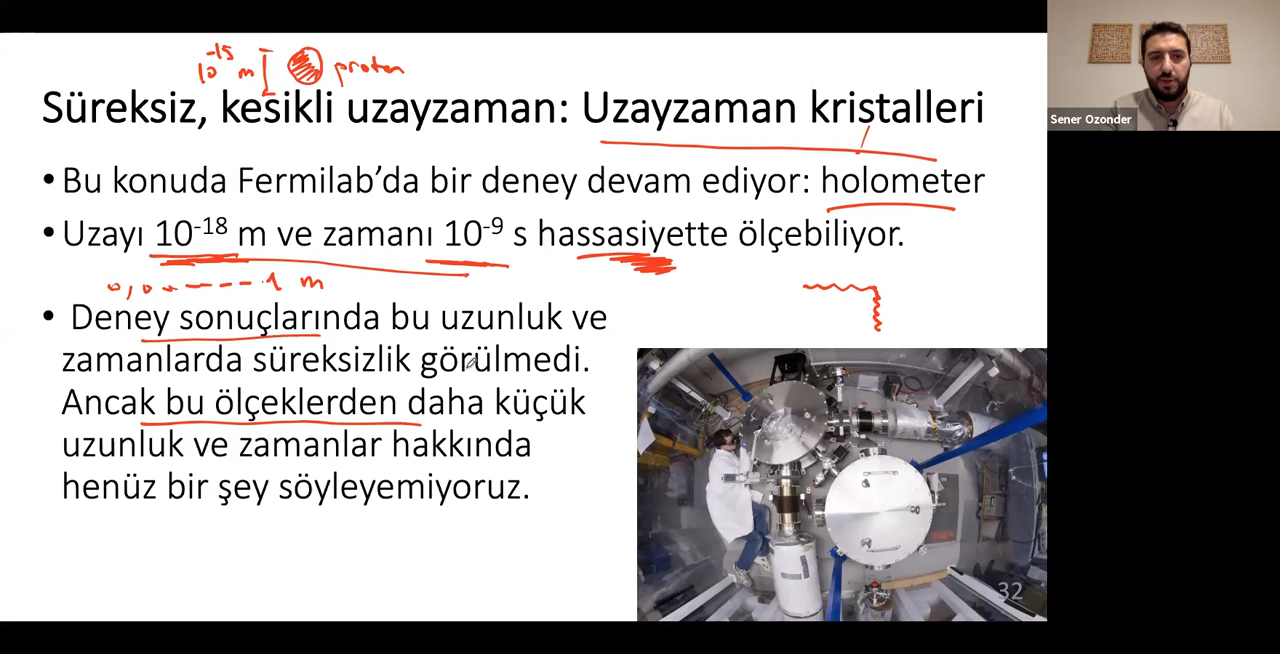 10⁻¹⁵ m proton
Süreksiz, kesikli uzayzaman: Uzayzaman kristalleri
• Bu konuda Fermilab’da bir deney devam ediyor: holometer
• Uzayı 10⁻¹⁸ m ve zamanı 10⁻⁹ s hassasiyette ölçebiliyor.
0,0------1 m
• Deney sonuçlarında bu uzunluk ve
zamanlarda süreksizlik görülmedi.
Ancak bu ölçeklerden daha küçük
uzunluk ve zamanlar hakkında
henüz bir şey söyleyemiyoruz.
32
Sener Ozonder